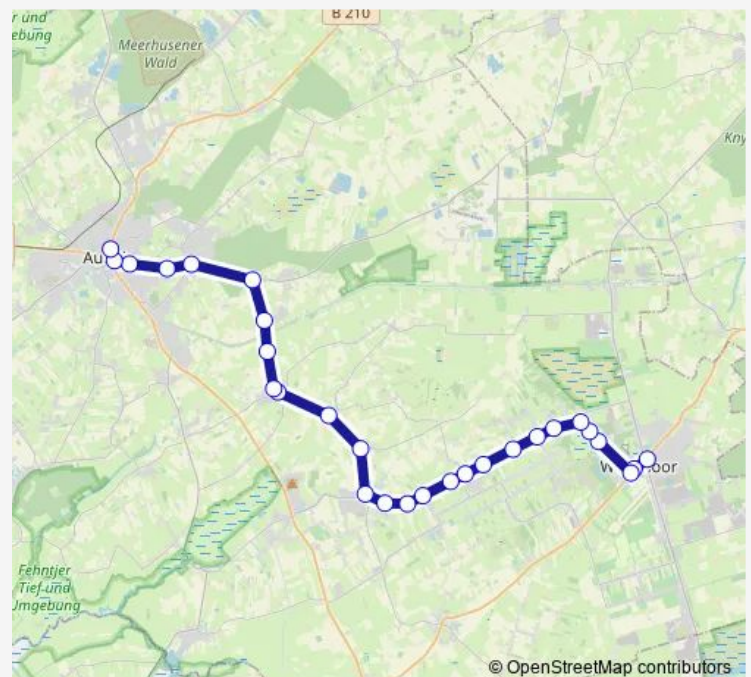 B 210
r und
ebung
Meerhusener
Wald
Kny
Au
W oor
Fehntjer
Tief und
Umgebung
© OpenStreetMap contributors